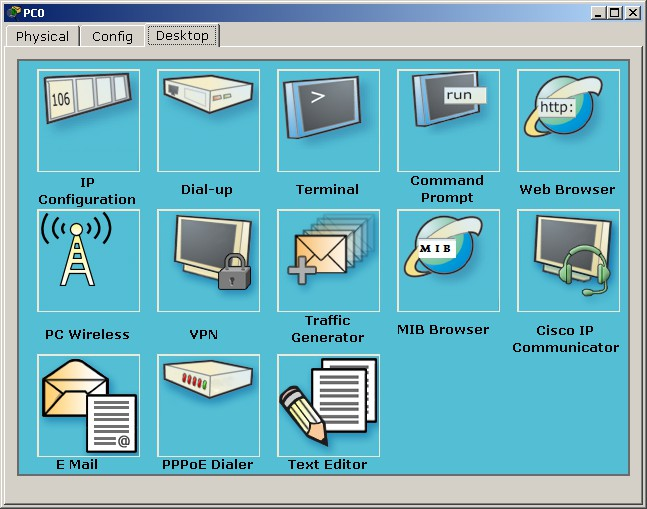 PC0
Physical Config Desktop
106
>
run
http:
IP
Configuration
Dial-up
Terminal
Command
Prompt
Web Browser
MIB
PC Wireless
VPN
Traffic
Generator
MIB Browser
Cisco IP
Communicator
@
E Mail
PPPoE Dialer
Text Editor